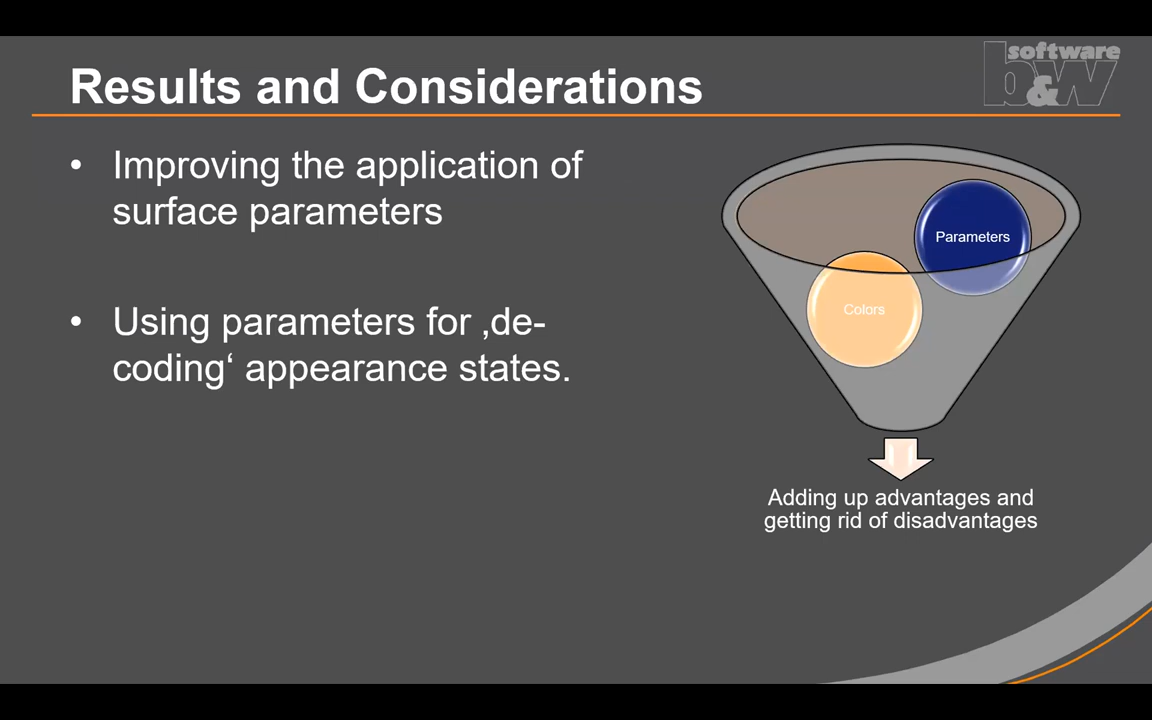 software
b&w
Results and Considerations
• Improving the application of
surface parameters
• Using parameters for ‚de-
coding‘ appearance states.
Parameters
Colors
Adding up advantages and
getting rid of disadvantages